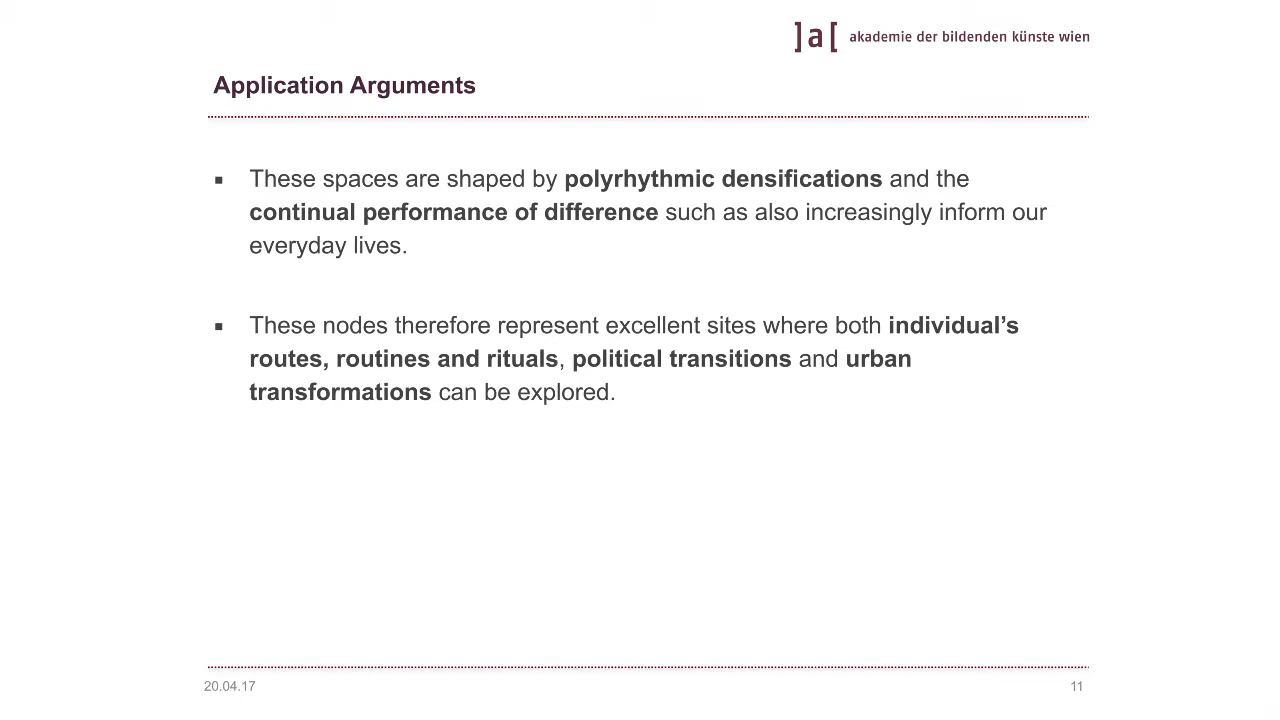 ]a[ akademie der bildenden künste wien
Application Arguments
▪ These spaces are shaped by polyrhythmic densifications and the
continual performance of difference such as also increasingly inform our
everyday lives.
▪ These nodes therefore represent excellent sites where both individual’s
routes, routines and rituals, political transitions and urban
transformations can be explored.
20.04.17 11